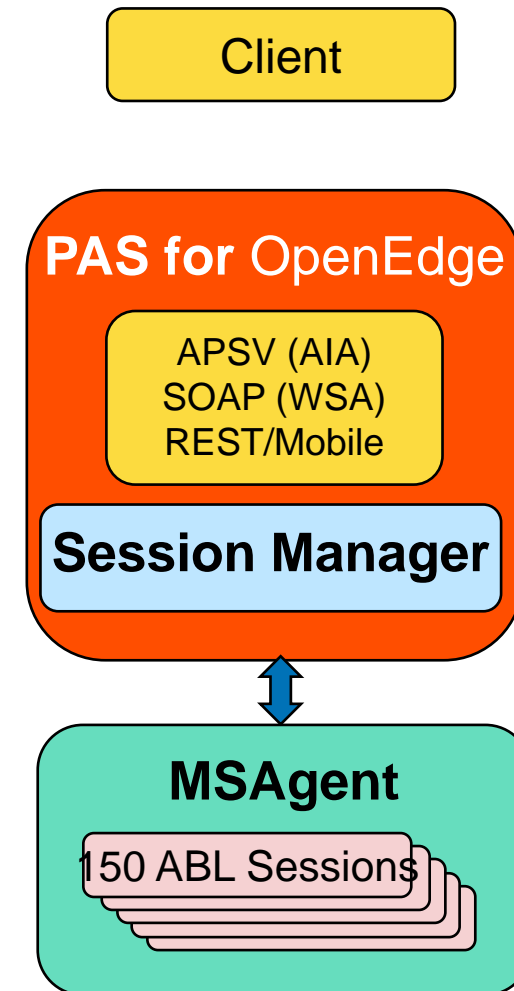 Client
PAS for OpenEdge
APSV (AIA)
SOAP (WSA)
REST/Mobile
Session Manager
MSAgent
150 ABL Sessions